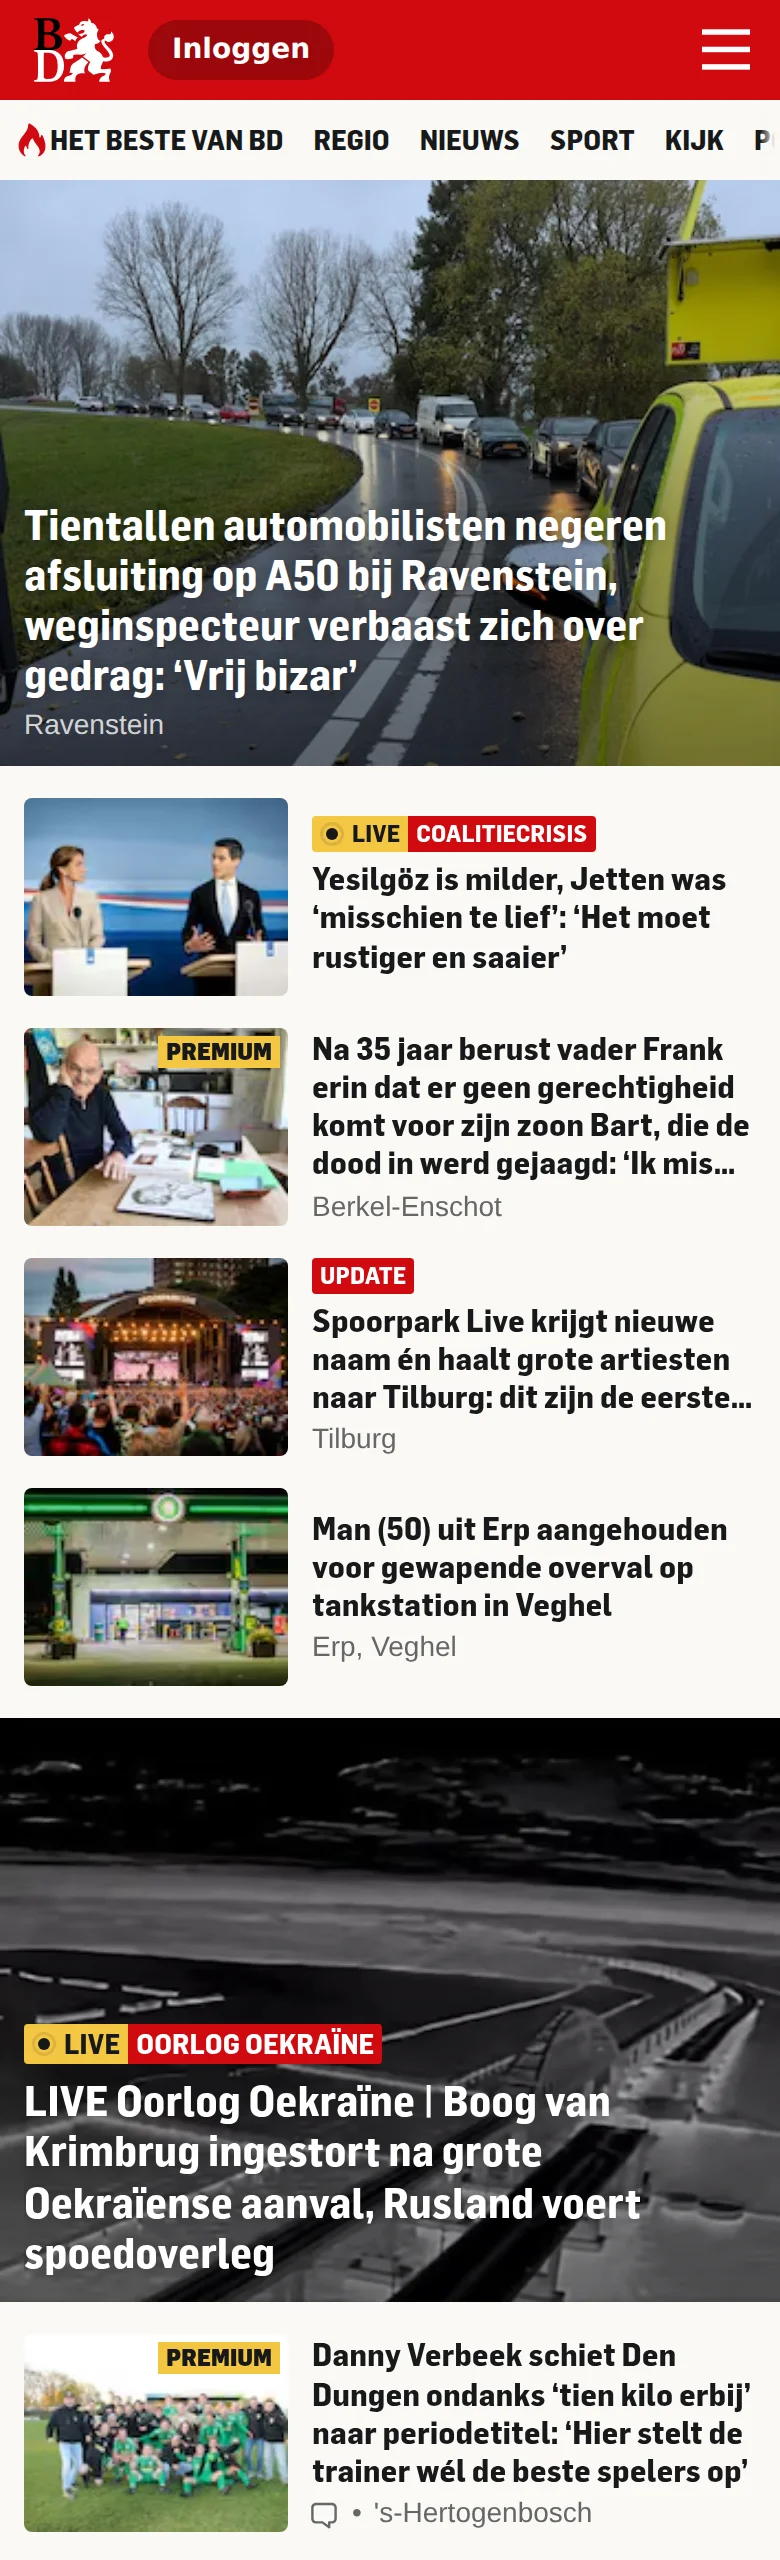 B
D
Inloggen
HET BESTE VAN BD REGIO NIEUWS SPORT KIJK
Tientallen automobilisten negeren
afsluiting op A50 bij Ravenstein,
weginspecteur verbaast zich over
gedrag: ‘Vrij bizar’
Ravenstein
LIVE COALITIECRISIS
Yesilgöz is milder, Jetten was
‘misschien te lief’: ‘Het moet
rustiger en saaier’
PREMIUM
Na 35 jaar berust vader Frank
erin dat er geen gerechtigheid
komt voor zijn zoon Bart, die de
dood in werd gejaagd: ‘Ik mis...
Berkel-Enschot
UPDATE
Spoorpark Live krijgt nieuwe
naam én haalt grote artiesten
naar Tilburg: dit zijn de eerste...
Tilburg
Man (50) uit Erp aangehouden
voor gewapende overval op
tankstation in Veghel
Erp, Veghel
LIVE OORLOG OEKRAÏNE
LIVE Oorlog Oekraïne | Boog van
Krimbrug ingestort na grote
Oekraïense aanval, Rusland voert
spoedoverleg
PREMIUM
Danny Verbeek schiet Den
Dungen ondanks ‘tien kilo erbij’
naar periodetitel: ‘Hier stelt de
trainer wél de beste spelers op’
• 's-Hertogenbosch